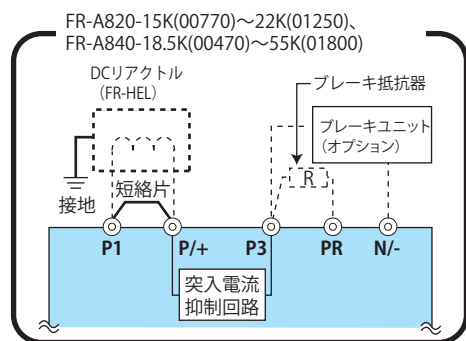 FR-A820-15K(00770)～22K(01250)、
FR-A840-18.5K(00470)～55K(01800)
DCリアクトル
(FR-HEL)
ブレーキ抵抗器
ブレーキユニット
(オプション)
R
接地
短絡片
P1 P/+ P3 PR N/-
突入電流
抑制回路